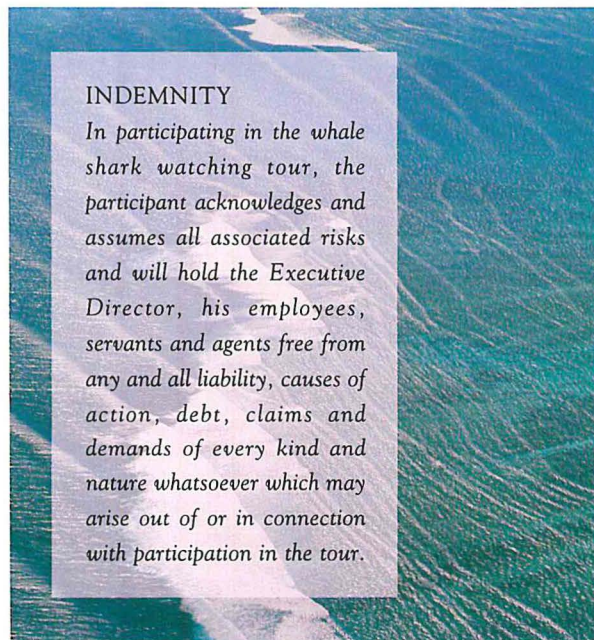 INDEMNITY
In participating in the whale
shark watching tour, the
participant acknowledges and
assumes all associated risks
and will hold the Executive
Director, his employees,
servants and agents free from
any and all liability, causes of
action, debt, claims and
demands of every kind and
nature whatsoever which may
arise out of or in connection
with participation in the tour.